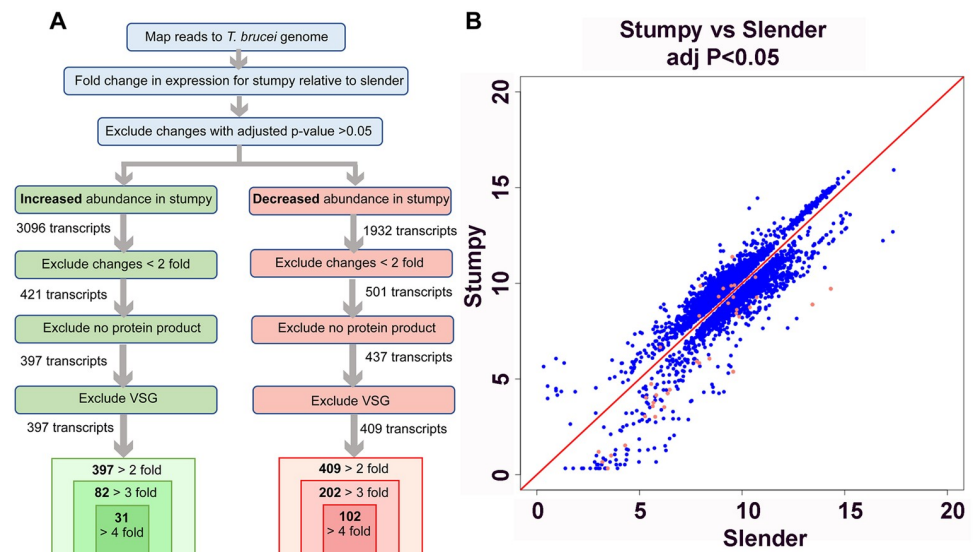 A
Map reads to T. brucei genome
Fold change in expression for stumpy relative to slender
Exclude changes with adjusted p-value >0.05
Increased abundance in stumpy
3096 transcripts
Exclude changes < 2 fold
421 transcripts
Exclude no protein product
397 transcripts
Exclude VSG
397 transcripts
397 > 2 fold
82 > 3 fold
31
> 4 fold
Decreased abundance in stumpy
1932 transcripts
Exclude changes < 2 fold
501 transcripts
Exclude no protein product
437 transcripts
Exclude VSG
409 transcripts
409 > 2 fold
202 > 3 fold
102
> 4 fold
B
Stumpy vs Slender
adj P<0.05
Stumpy
20
15
10
5
0
0 5 10 15 20
Slender